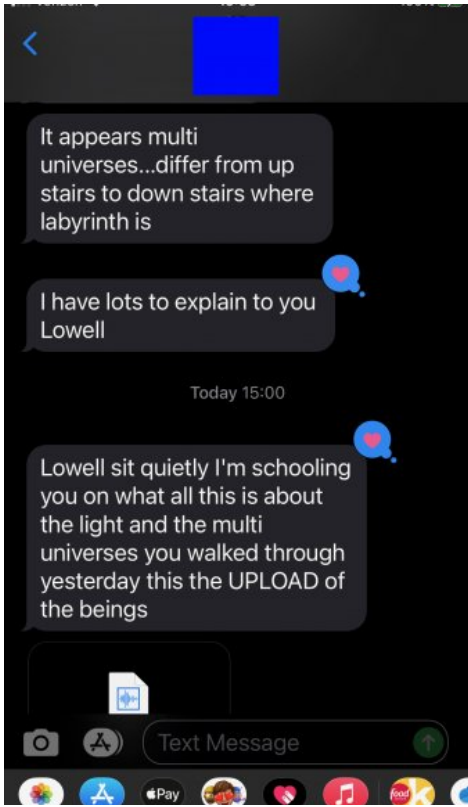 It appears multi
universes...differ from up
stairs to down stairs where
labyrinth is
I have lots to explain to you
Lowell
Today 15:00
Lowell sit quietly I'm schooling
you on what all this is about
the light and the multi
universes you walked through
yesterday this the UPLOAD of
the beings
Text Message
Pay
food